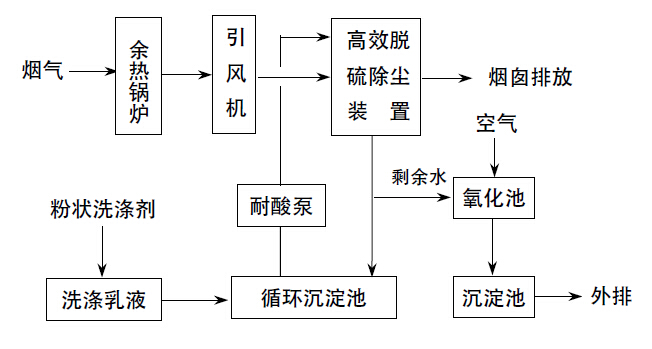 烟气
余热锅炉
引风机
高效脱
硫除尘
装 置
烟囱排放
空气
剩余水
氧化池
耐酸泵
粉状洗涤剂
洗涤乳液
循环沉淀池
沉淀池
外排